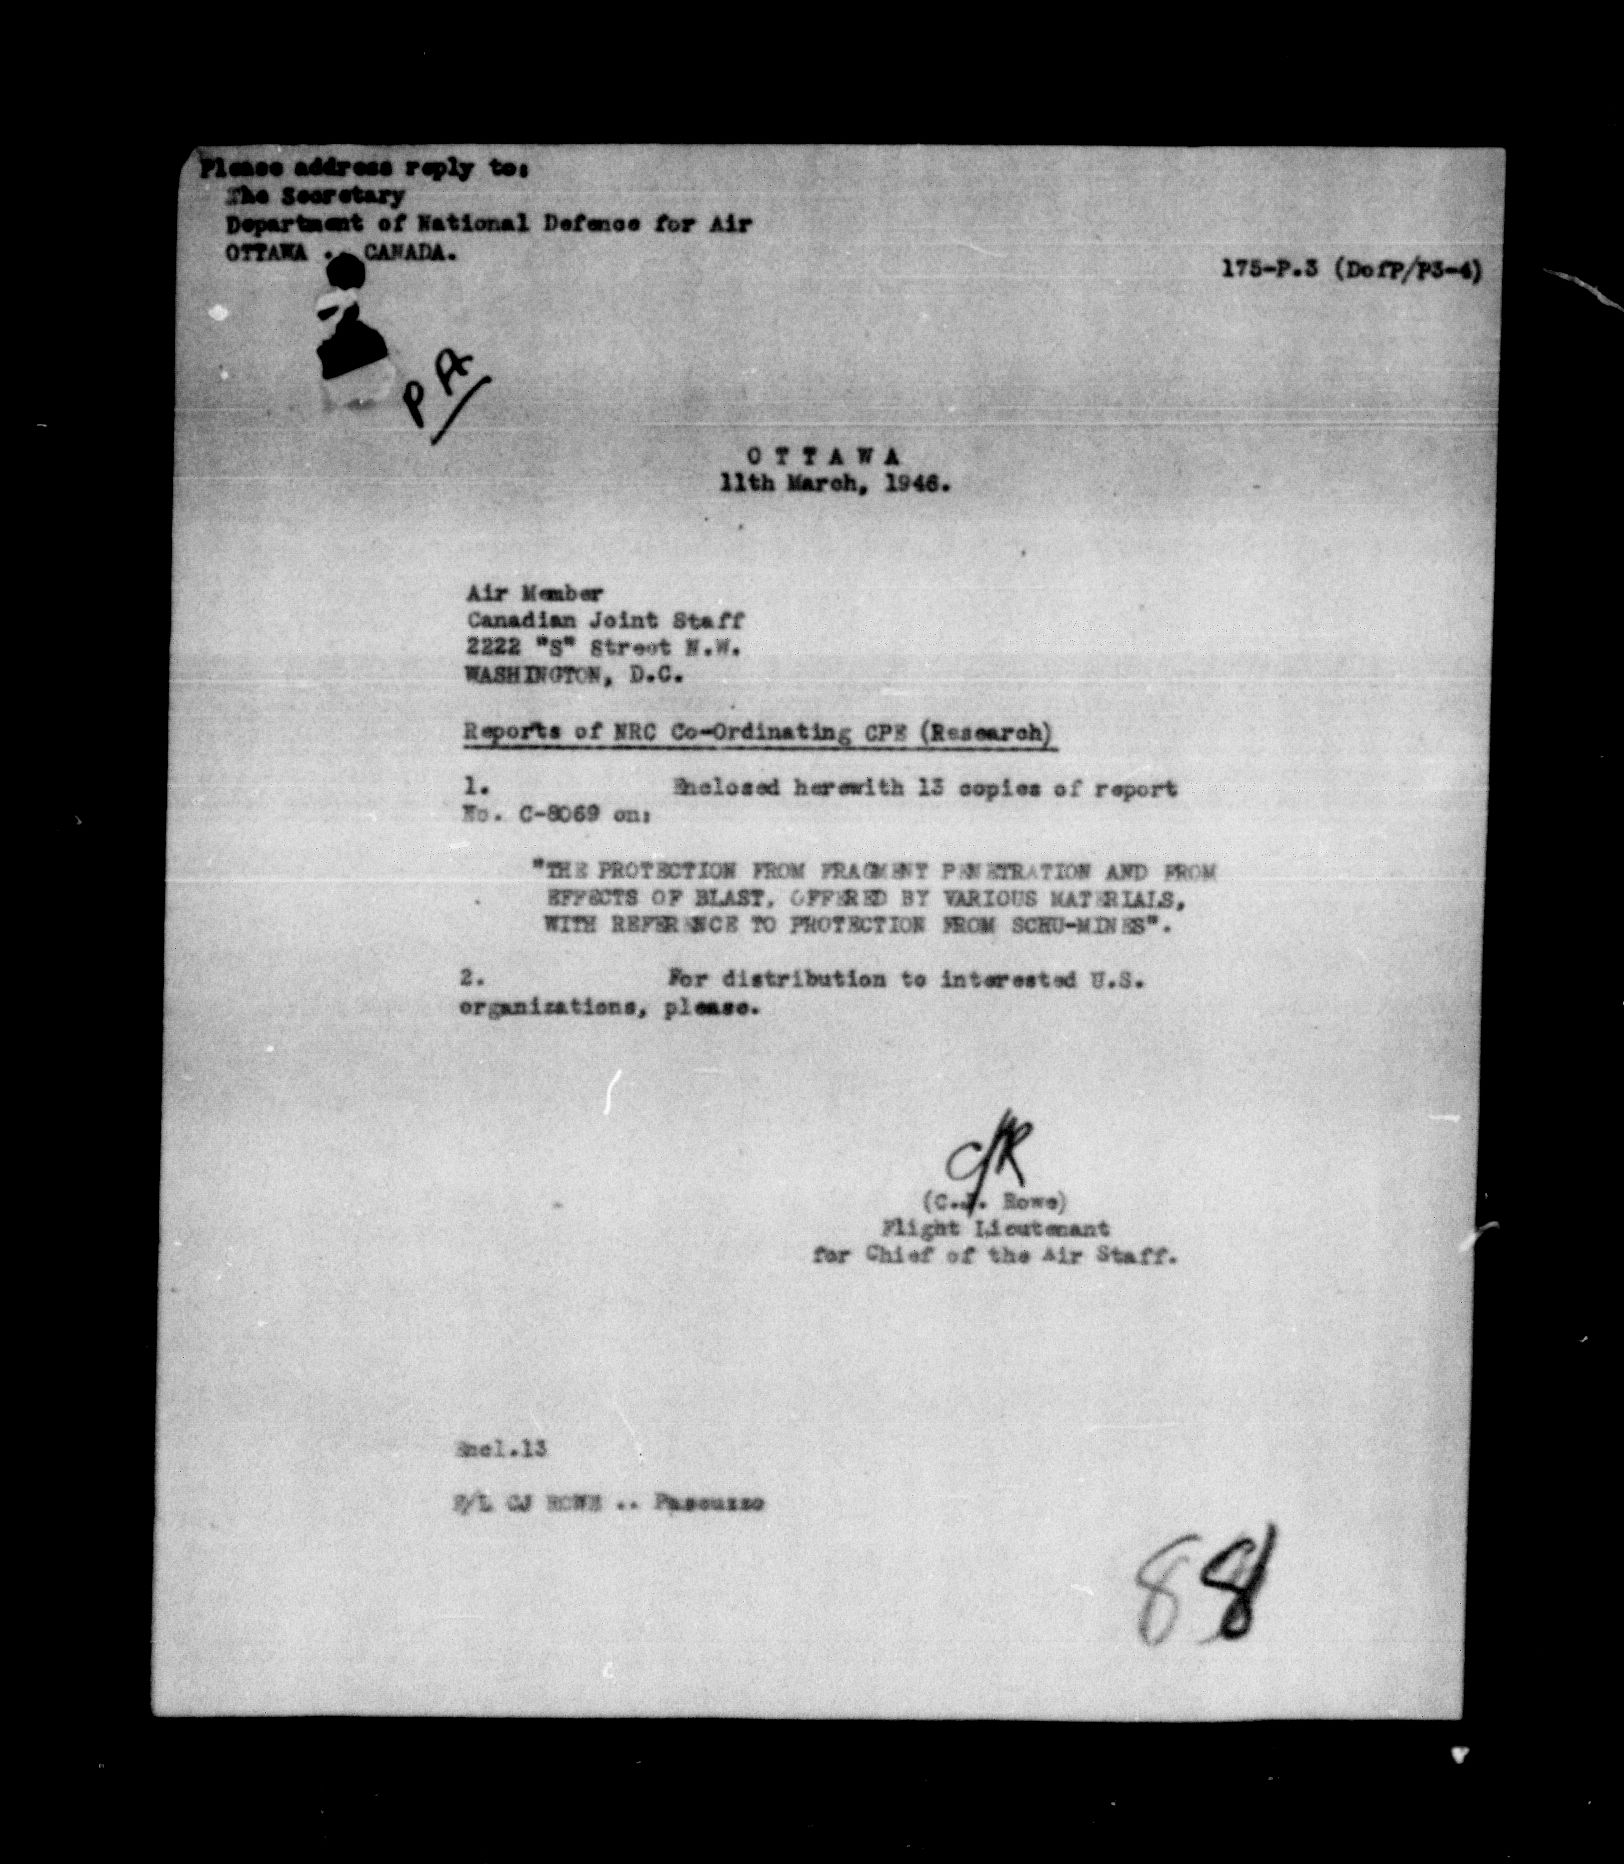 Please address reply to:
The Secretary
Department of National Defence for Air
OTTAWA .. CANADA.
175-P.3 (DofP/P3-4)
PA
OTTAWA
11th March, 1946.
Air Member
Canadian Joint Staff
2222 "S" Street N.W.
WASHINGTON, D.C.
Reports of NRC Co-Ordinating CPE (Research)
1. Enclosed herewith 13 copies of report
No. C-8069 on:
"THE PROTECTION FROM FRAGMENT PENETRATION AND FROM
EFFECTS OF BLAST, OFFERED BY VARIOUS MATERIALS,
WITH REFERENCE TO PROTECTION FROM SCHU-MINES".
2. For distribution to interested U.S.
organizations, please.
CJR
(C.J. Rowe)
Flight Lieutenant
for Chief of the Air Staff.
Encl.13
F/L CJ ROWE .. Pascuzzo
88